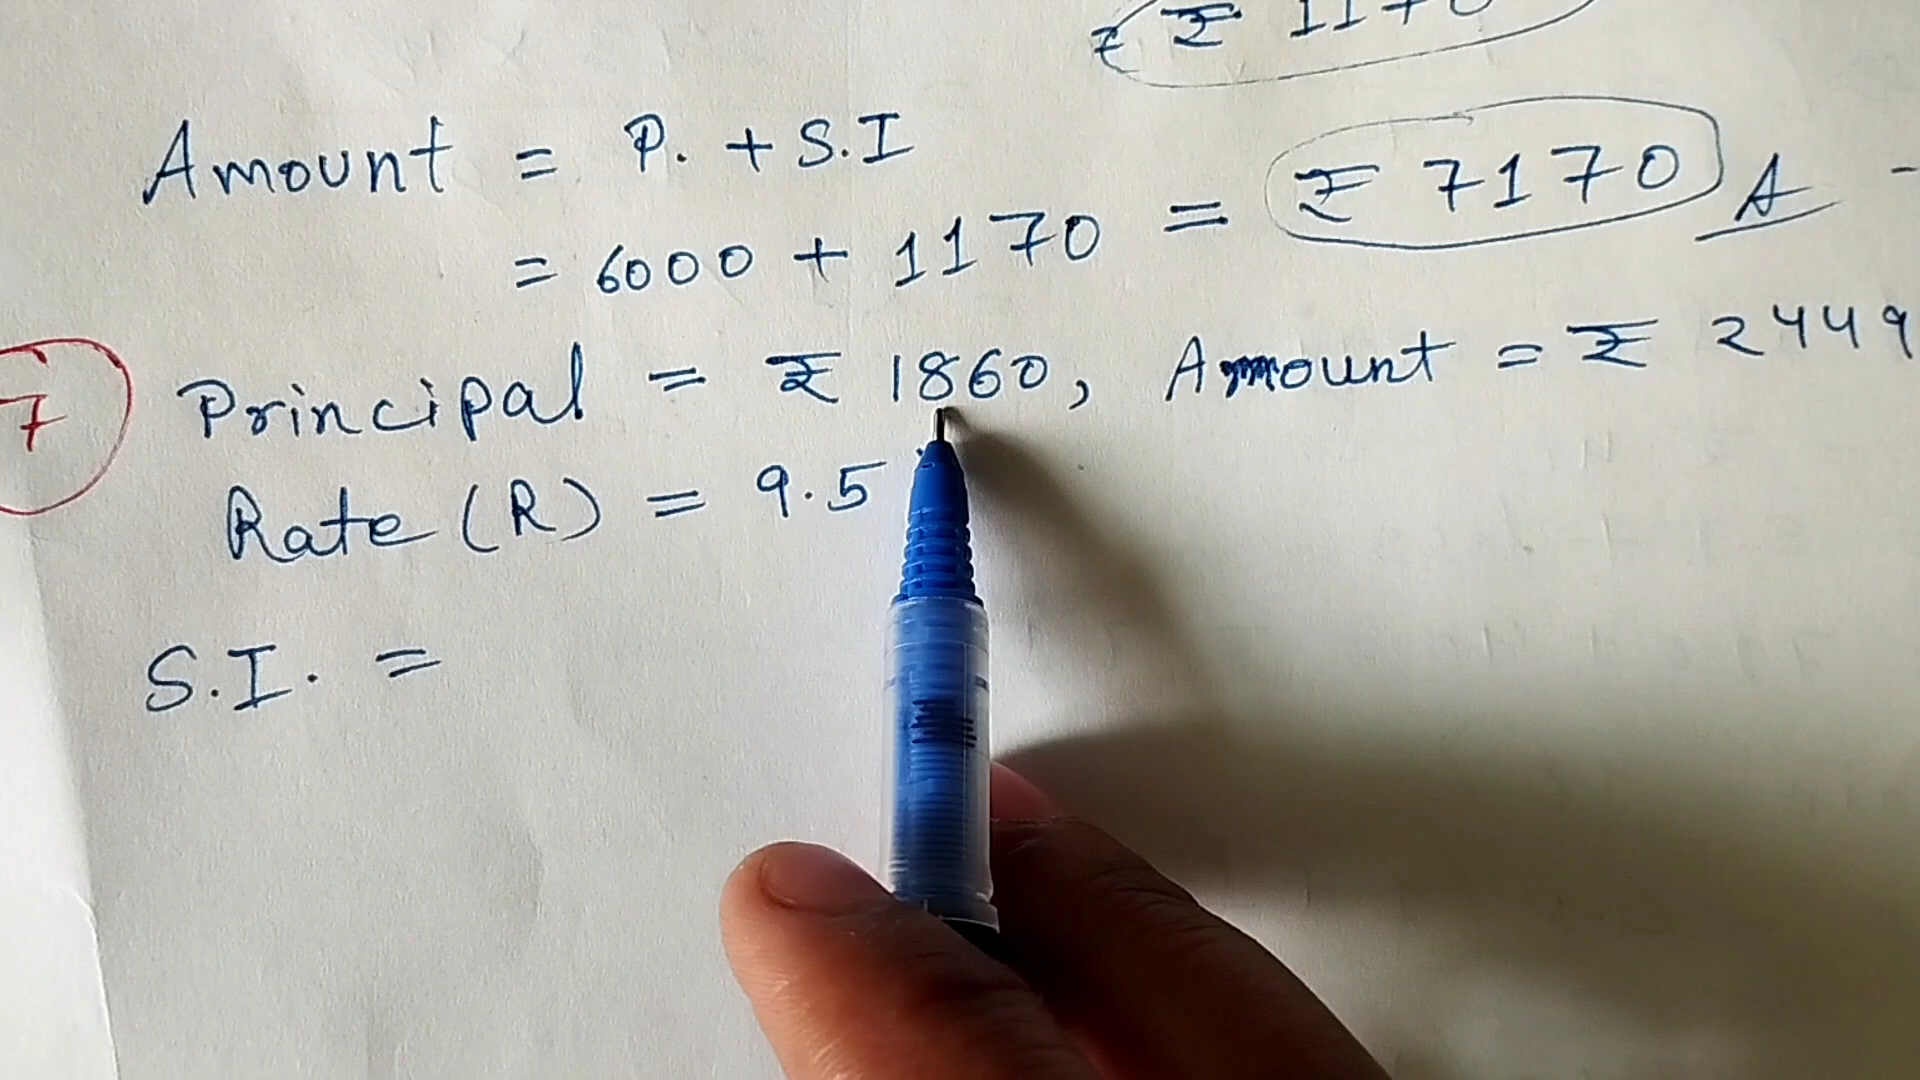 ₹ 1170
Amount = P. + S.I
= 6000 + 1170 = ₹ 7170 A
7 Principal = ₹ 1860, Amount = ₹ 2449
Rate (R) = 9.5
S.I. =